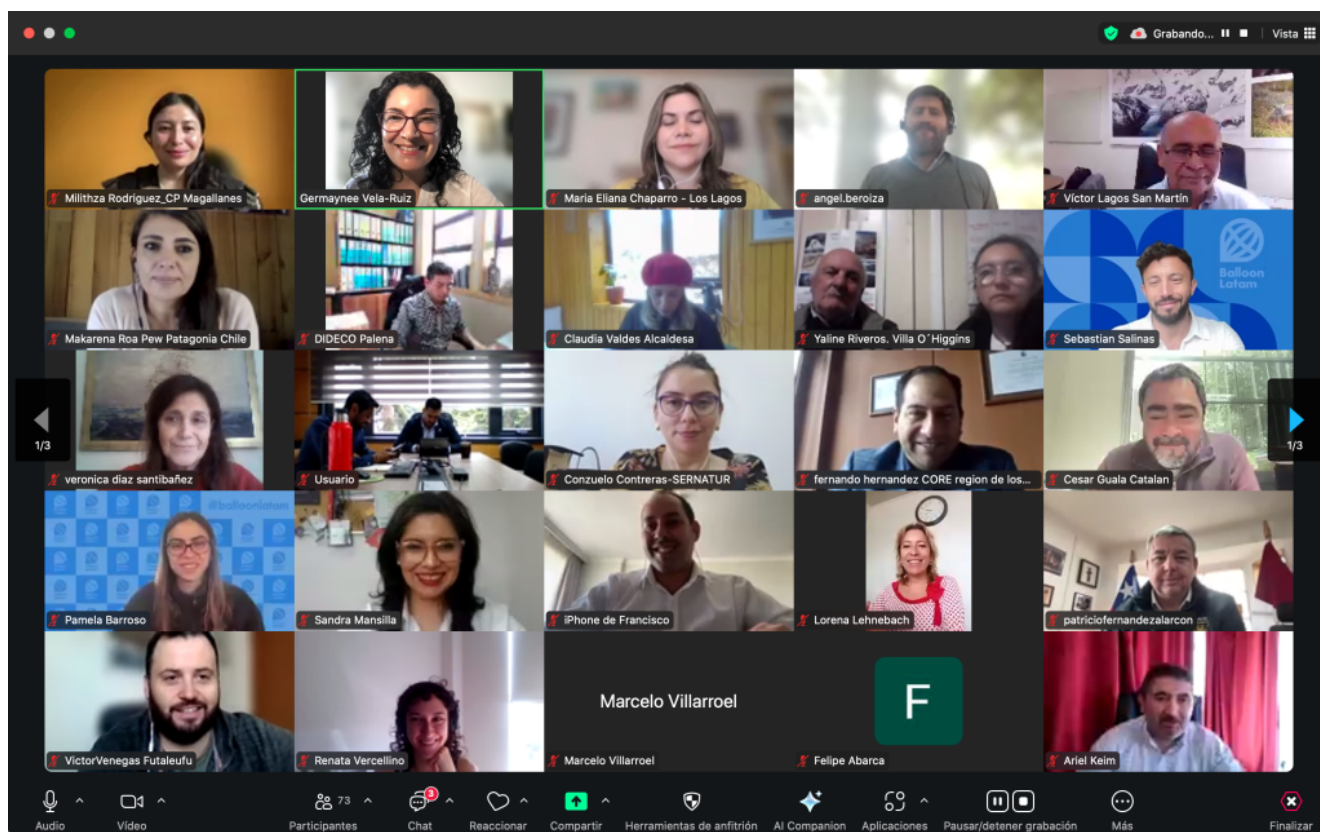 Grabando...
Vista
Milithza Rodriguez_CP Magallanes
Germaynee Vela-Ruiz
Maria Eliana Chaparro - Los Lagos
angel.beroiza
Víctor Lagos San Martín
Balloon
Latam
Makarena Roa Pew Patagonia Chile
DIDECO Palena
Claudia Valdes Alcaldesa
Yaline Riveros. Villa O´Higgins
Sebastian Salinas
1/3
1/3
veronica diaz santibañez
Usuario
Conzuelo Contreras-SERNATUR
fernando hernandez CORE region de los...
Cesar Guala Catalan
@balloonlatam
Pamela Barroso
Sandra Mansilla
iPhone de Francisco
Lorena Lehnebach
patriciofernandezalarcon
Marcelo Villarroel
F
VictorVenegas Futaleufu
Renata Vercellino
Marcelo Villarroel
Felipe Abarca
Ariel Keim
73
3
Audio
Vídeo
Participantes
Chat
Reaccionar
Compartir
Herramientas de anfitrión
AI Companion
Aplicaciones
Pausar/detener grabación
Más
Finalizar